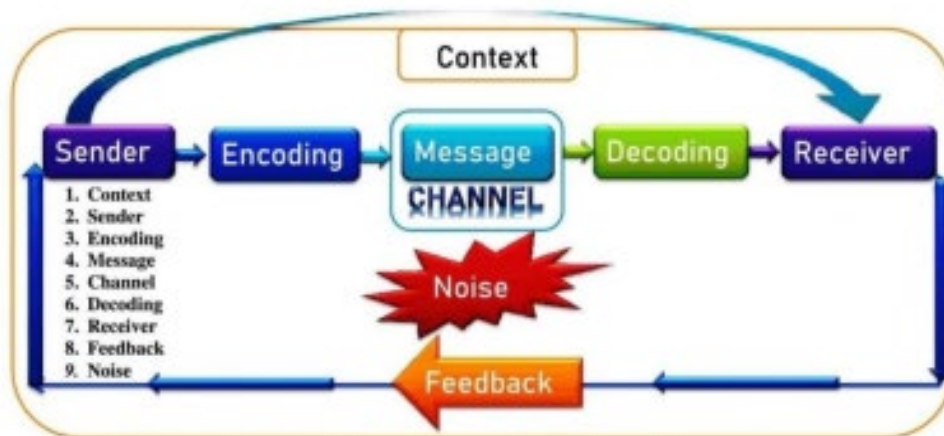 Context
Sender
Encoding
Message
Decoding
Receiver
CHANNEL
1. Context
2. Sender
3. Encoding
4. Message
5. Channel
6. Decoding
7. Receiver
8. Feedback
9. Noise
Noise
Feedback